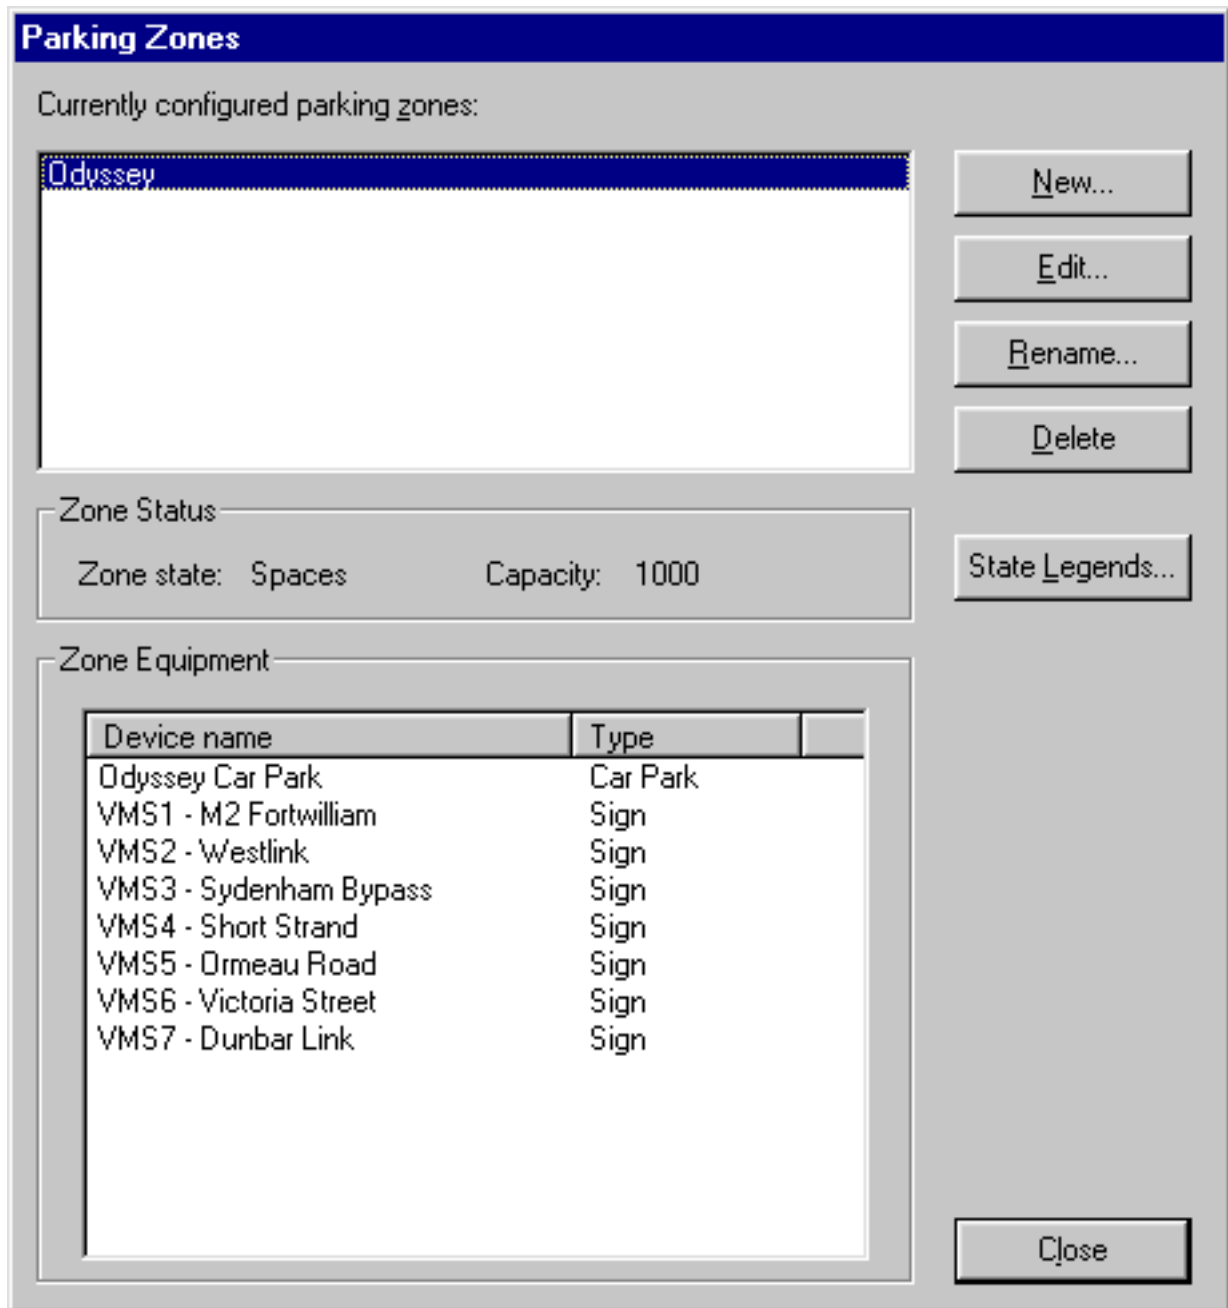 Parking Zones
Currently configured parking zones:
Odyssey
New...
Edit...
Rename...
Delete
Zone Status
Zone state: Spaces Capacity: 1000
State Legends...
Zone Equipment
Device name Type
Odyssey Car Park Car Park
VMS1 - M2 Fortwilliam Sign
VMS2 - Westlink Sign
VMS3 - Sydenham Bypass Sign
VMS4 - Short Strand Sign
VMS5 - Ormeau Road Sign
VMS6 - Victoria Street Sign
VMS7 - Dunbar Link Sign
Close